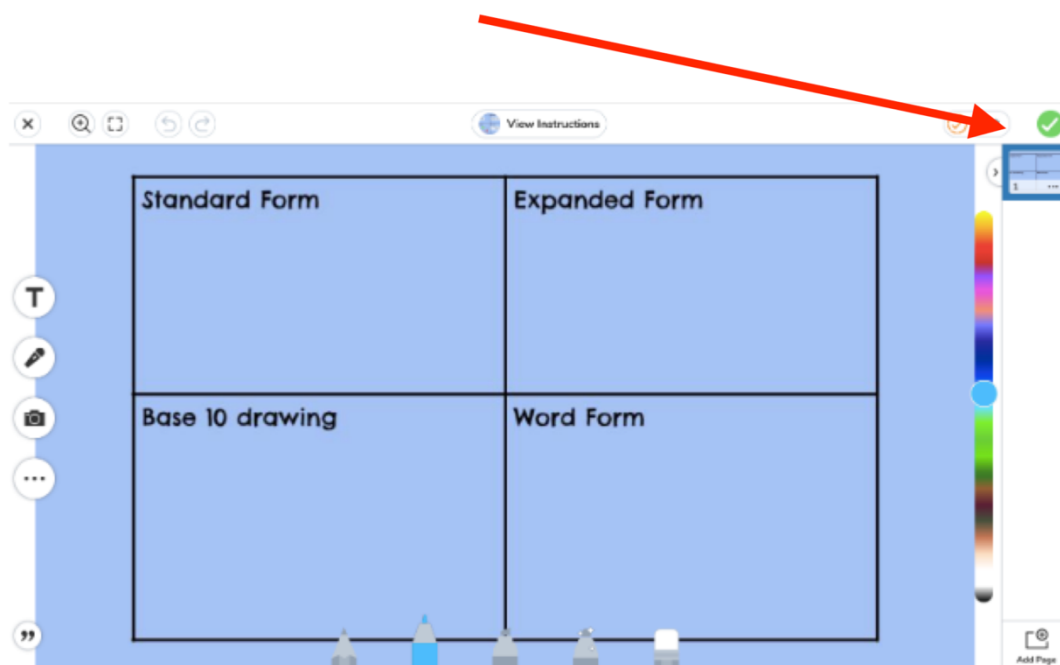 View Instructions
Standard Form
Expanded Form
Base 10 drawing
Word Form
T
1
Add Page